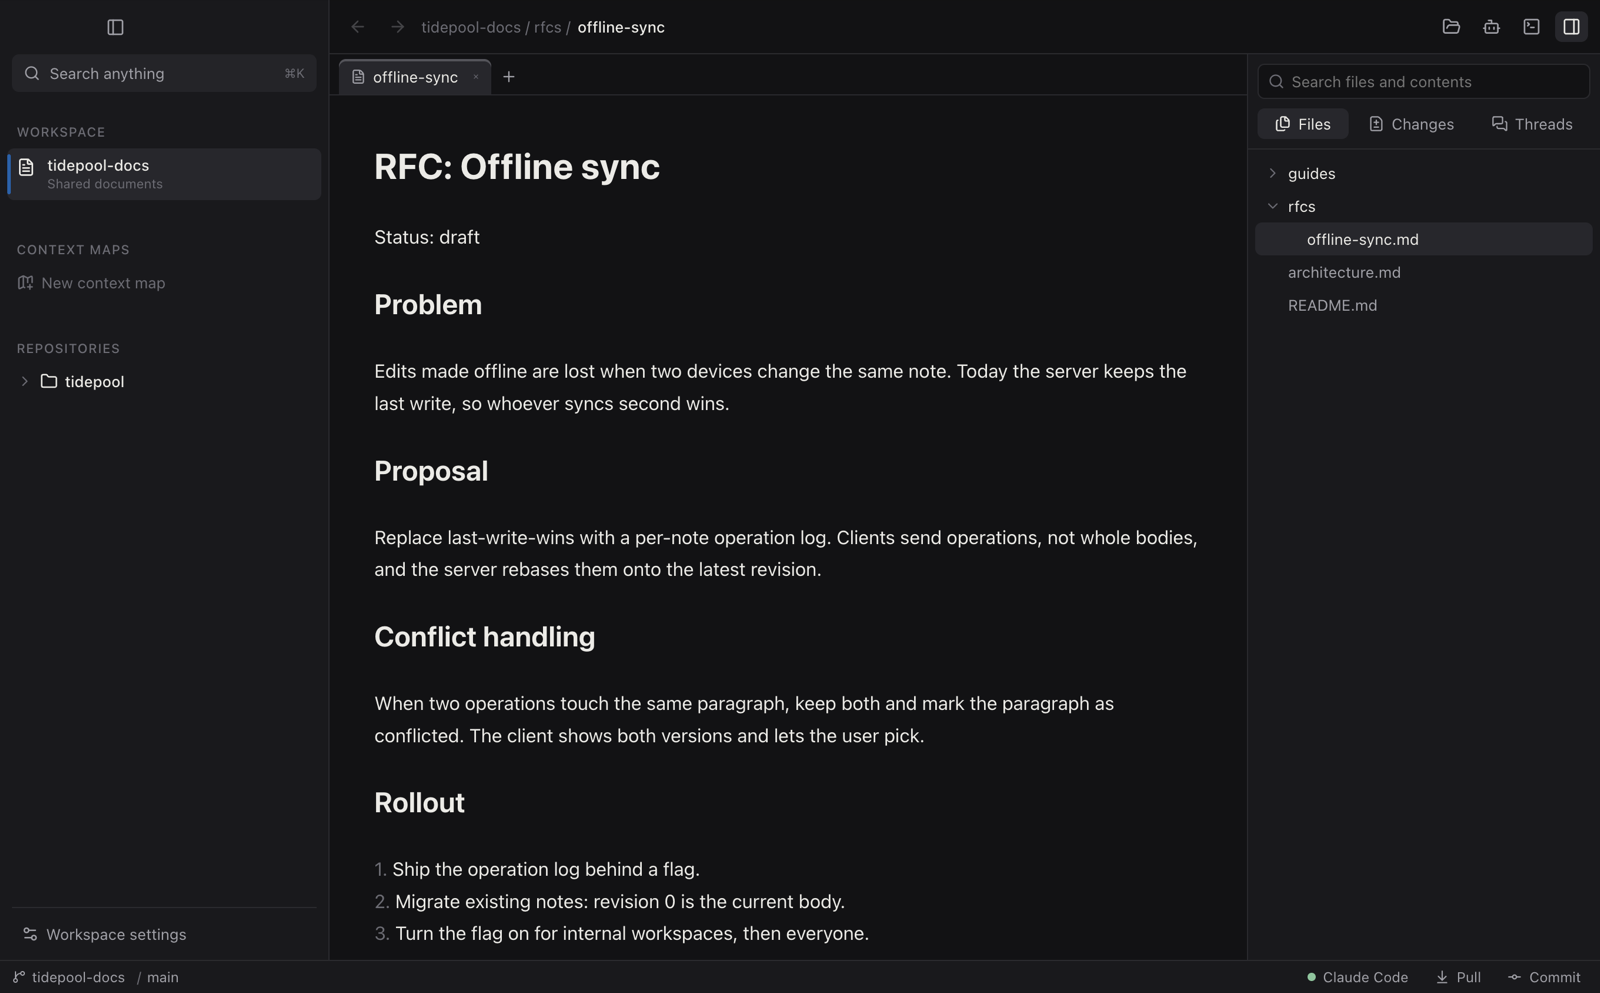 Search anything
⌘K
WORKSPACE
tidepool-docs
Shared documents
CONTEXT MAPS
New context map
REPOSITORIES
tidepool
Workspace settings
tidepool-docs / rfcs / offline-sync
offline-sync
RFC: Offline sync
Status: draft
Problem
Edits made offline are lost when two devices change the same note. Today the server keeps the
last write, so whoever syncs second wins.
Proposal
Replace last-write-wins with a per-note operation log. Clients send operations, not whole bodies,
and the server rebases them onto the latest revision.
Conflict handling
When two operations touch the same paragraph, keep both and mark the paragraph as
conflicted. The client shows both versions and lets the user pick.
Rollout
1. Ship the operation log behind a flag.
2. Migrate existing notes: revision 0 is the current body.
3. Turn the flag on for internal workspaces, then everyone.
Search files and contents
Files Changes Threads
guides
rfcs
offline-sync.md
architecture.md
README.md
tidepool-docs / main
Claude Code Pull Commit